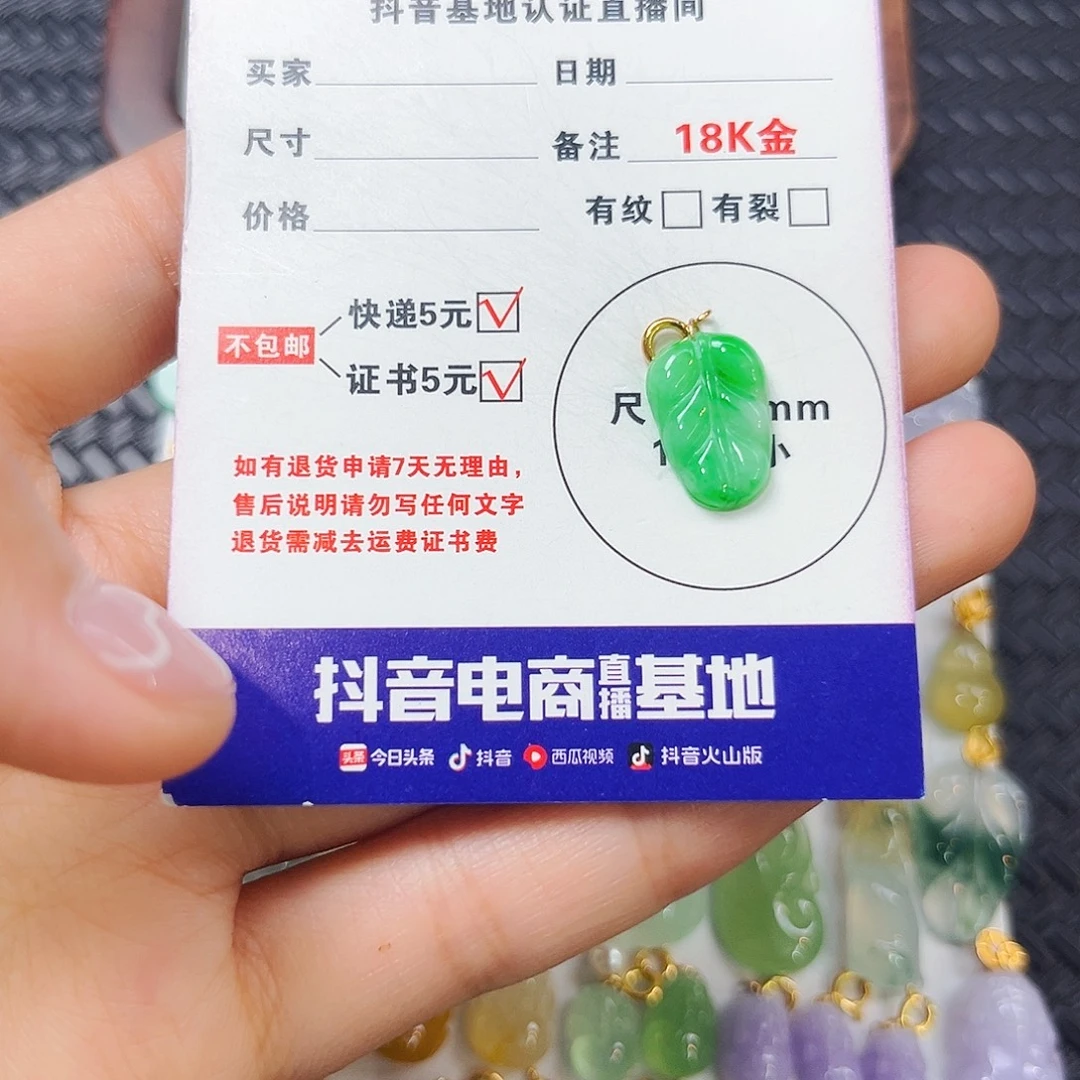 抖音基地认证直播间
买家 日期
尺寸 备注 18K金
价格 有纹 有裂
不包邮 快递5元
证书5元
尺 mm
1 小
如有退货申请7天无理由，
售后说明请勿写任何文字
退货需减去运费证书费
抖音电商直播基地
头条 今日头条 抖音 西瓜视频 抖音火山版